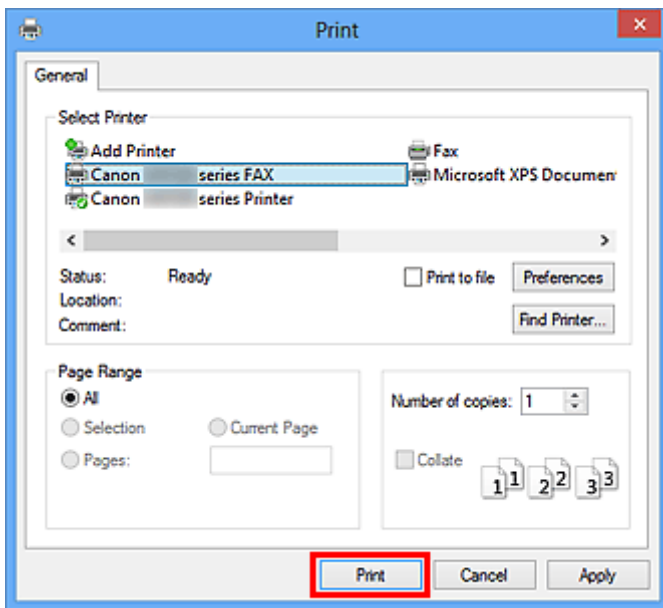 Print
General
Select Printer
Add Printer
Fax
Canon series FAX
Microsoft XPS Documen
Canon series Printer
Status: Ready
Print to file
Preferences
Location:
Comment:
Find Printer...
Page Range
All
Number of copies: 1
Selection
Current Page
Pages:
Collate
1 1 2 2 3 3
Print
Cancel
Apply